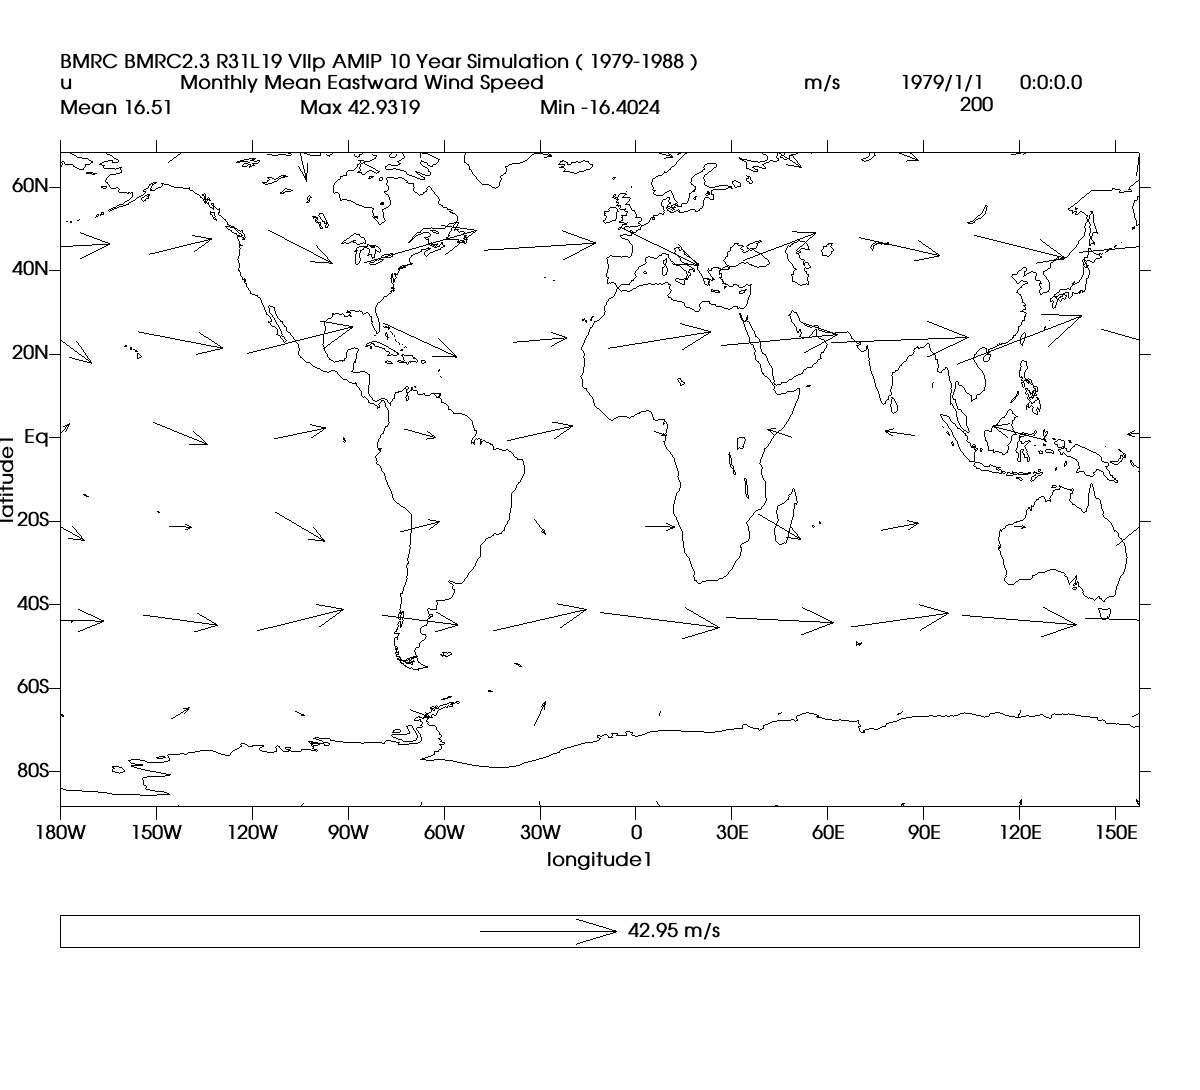 BMRC BMRC2.3 R31L19 VIIp AMIP 10 Year Simulation ( 1979-1988 )
u Monthly Mean Eastward Wind Speed m/s 1979/1/1 0:0:0.0
Mean 16.51 Max 42.9319 Min -16.4024 200
60N
40N
20N
Eq
20S
40S
60S
80S
latitude1
180W 150W 120W 90W 60W 30W 0 30E 60E 90E 120E 150E
longitude1
42.95 m/s